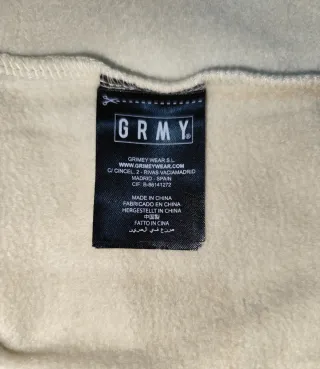 GRMY®
GRIMEY WEAR S.L.
WWW.GRIMEYWEAR.COM
C/ CINCEL, 2 - RIVAS VACIAMADRID
MADRID - SPAIN
CIF: B-86141272
MADE IN CHINA
FABRICADO EN CHINA
HERGESTELLT IN CHINA
中国製
FATTO IN CINA
صنع في الصين